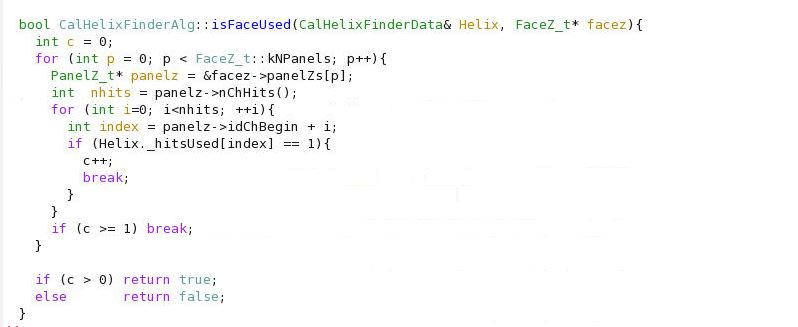 bool CalHelixFinderAlg::isFaceUsed(CalHelixFinderData& Helix, FaceZ_t* facez){
  int c = 0;
  for (int p = 0; p < FaceZ_t::kNPanels; p++){
    PanelZ_t* panelz = &facez->panelZs[p];
    int  nhits = panelz->nChHits();
    for (int i=0; i<nhits; ++i){
      int index = panelz->idChBegin + i;
      if (Helix._hitsUsed[index] == 1){
        c++;
        break;
      }
    }
    if (c >= 1) break;
  }

  if (c > 0) return true;
  else       return false;
}